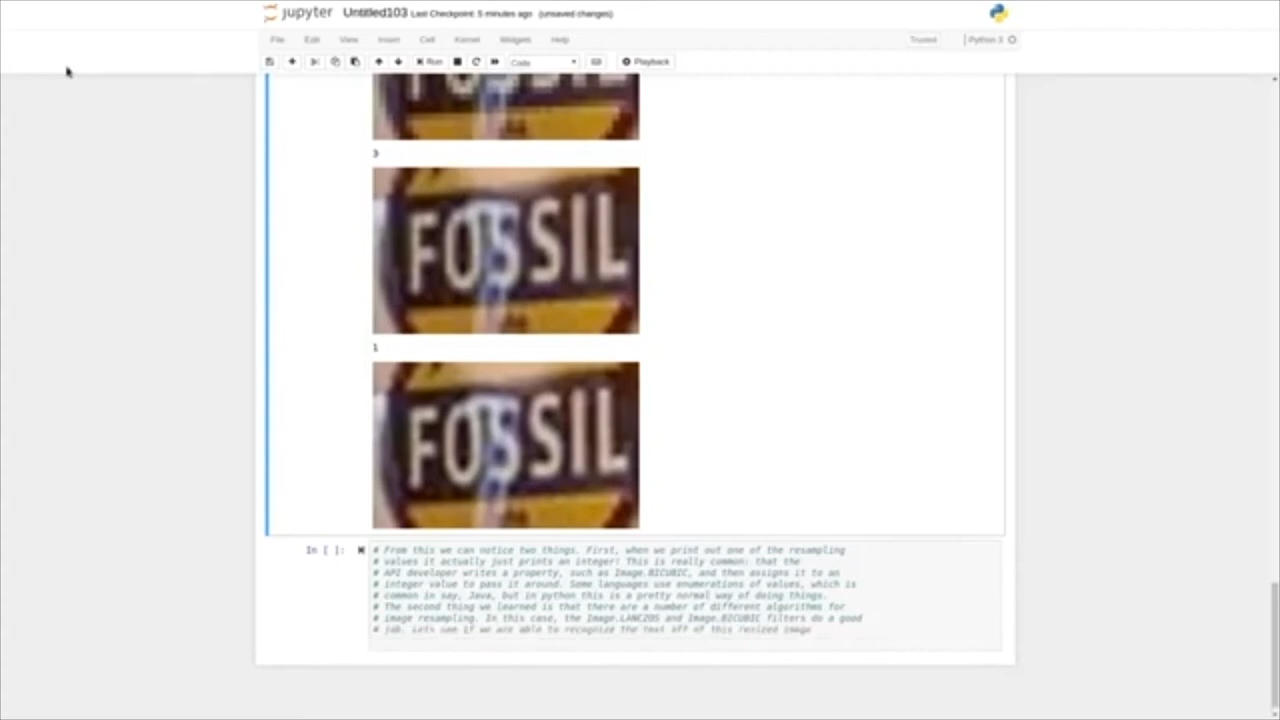 jupyter Untitled103 Last Checkpoint: 5 minutes ago (unsaved changes)
File Edit View Insert Cell Kernel Widgets Help Trusted Python 3
Run Code Playback
FOSSIL
3
FOSSIL
1
FOSSIL
In [ ]:
# From this we can notice two things. First, when we print out one of the resampling
# values it actually just prints an integer! This is really common: that the
# API developer writes a property, such as Image.BICUBIC, and then assigns it to an
# integer value to pass it around. Some languages use enumerations of values, which is
# common in say, Java, but in python this is a pretty normal way of doing things.
# The second thing we learned is that there are a number of different algorithms for
# image resampling. In this case, the Image.LANCZOS and Image.BICUBIC filters do a good
# job. Lets see if we are able to recognize the text off of this resized image